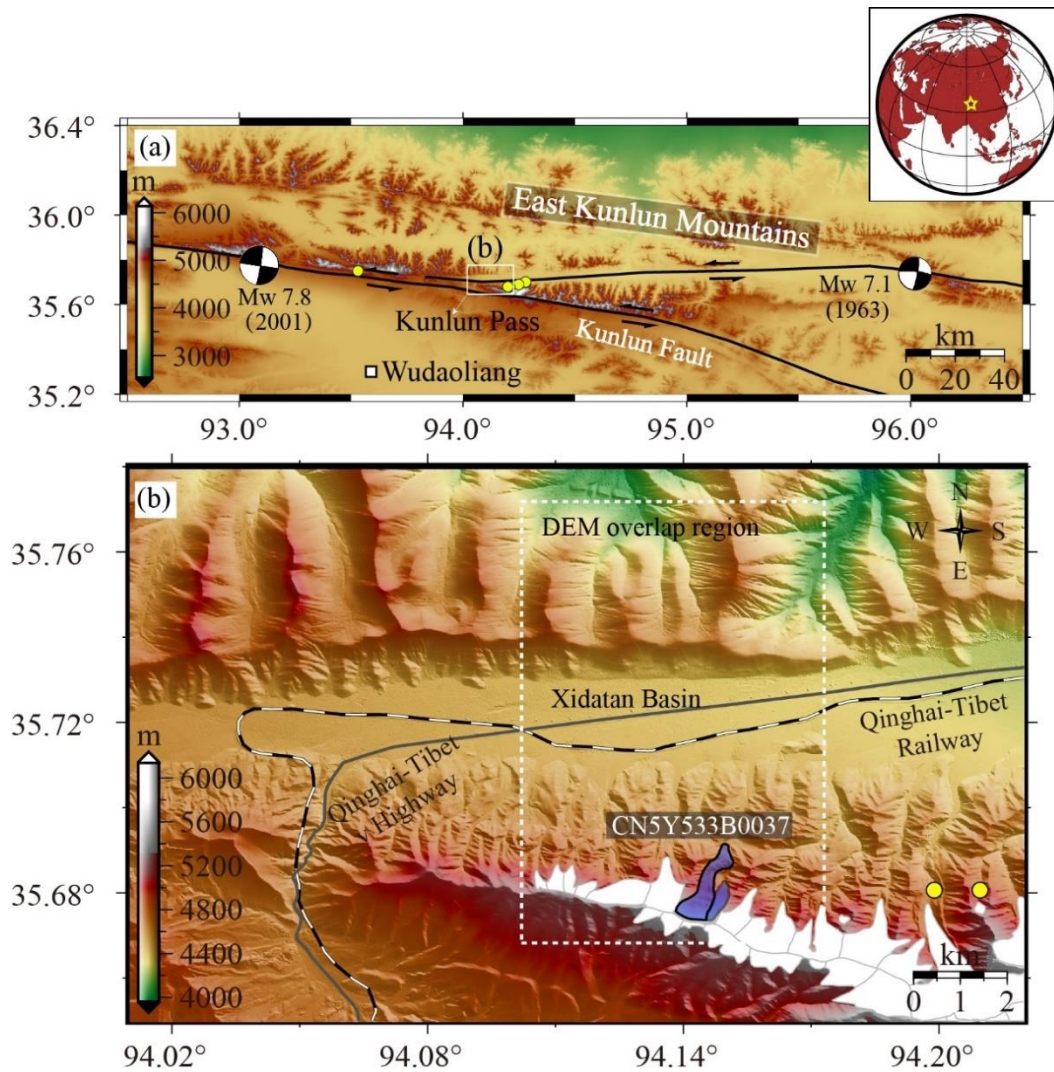 (a)
m
6000
5000
4000
3000
36.4°
36.0°
35.6°
35.2°
East Kunlun Mountains
(b)
Mw 7.8
(2001)
Kunlun Pass
Kunlun Fault
Mw 7.1
(1963)
Wudaoliang
km
0 20 40
93.0° 94.0° 95.0° 96.0°
(b)
35.76°
35.72°
35.68°
DEM overlap region
N
W S
E
Xidatan Basin
Qinghai-Tibet
Railway
Qinghai-Tibet
Highway
CN5Y533B0037
m
6000
5600
5200
4800
4400
4000
km
0 1 2
94.02° 94.08° 94.14° 94.20°